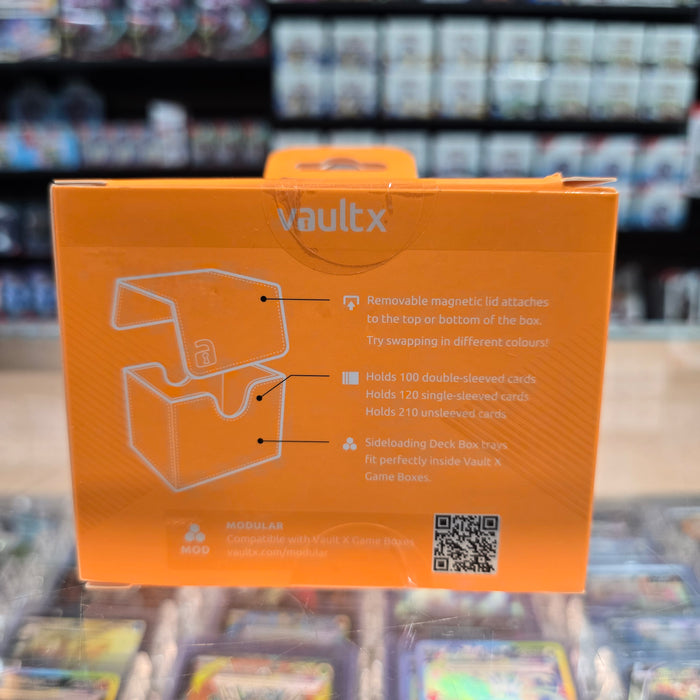 vaultx
Removable magnetic lid attaches
to the top or bottom of the box.
Try swapping in different colours!
Holds 100 double-sleeved cards
Holds 120 single-sleeved cards
Holds 210 unsleeved cards
Sideloading Deck Box trays
fit perfectly inside Vault X
Game Boxes.
MOD
MODULAR
Compatible with Vault X Game Boxes
vaultx.com/modular